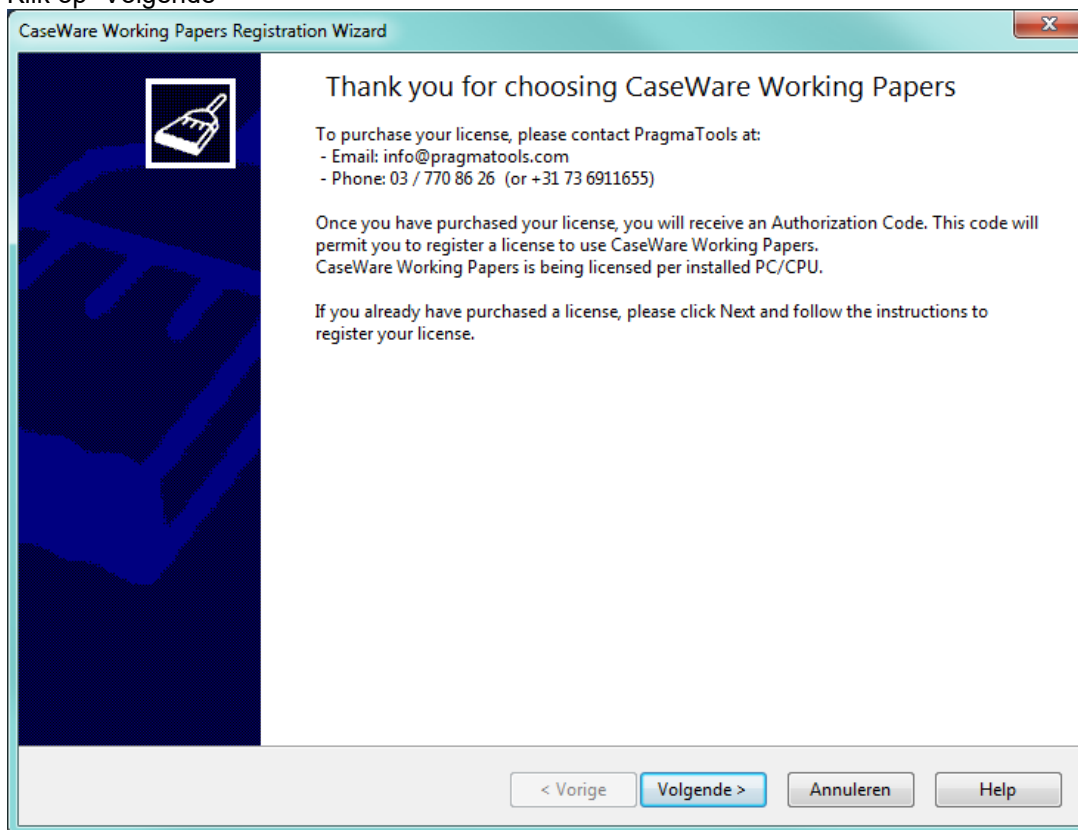 Klik op "Volgende"
CaseWare Working Papers Registration Wizard
Thank you for choosing CaseWare Working Papers
To purchase your license, please contact PragmaTools at:
- Email: info@pragmatools.com
- Phone: 03 / 770 86 26 (or +31 73 6911655)
Once you have purchased your license, you will receive an Authorization Code. This code will
permit you to register a license to use CaseWare Working Papers.
CaseWare Working Papers is being licensed per installed PC/CPU.
If you already have purchased a license, please click Next and follow the instructions to
register your license.
< Vorige
Volgende >
Annuleren
Help